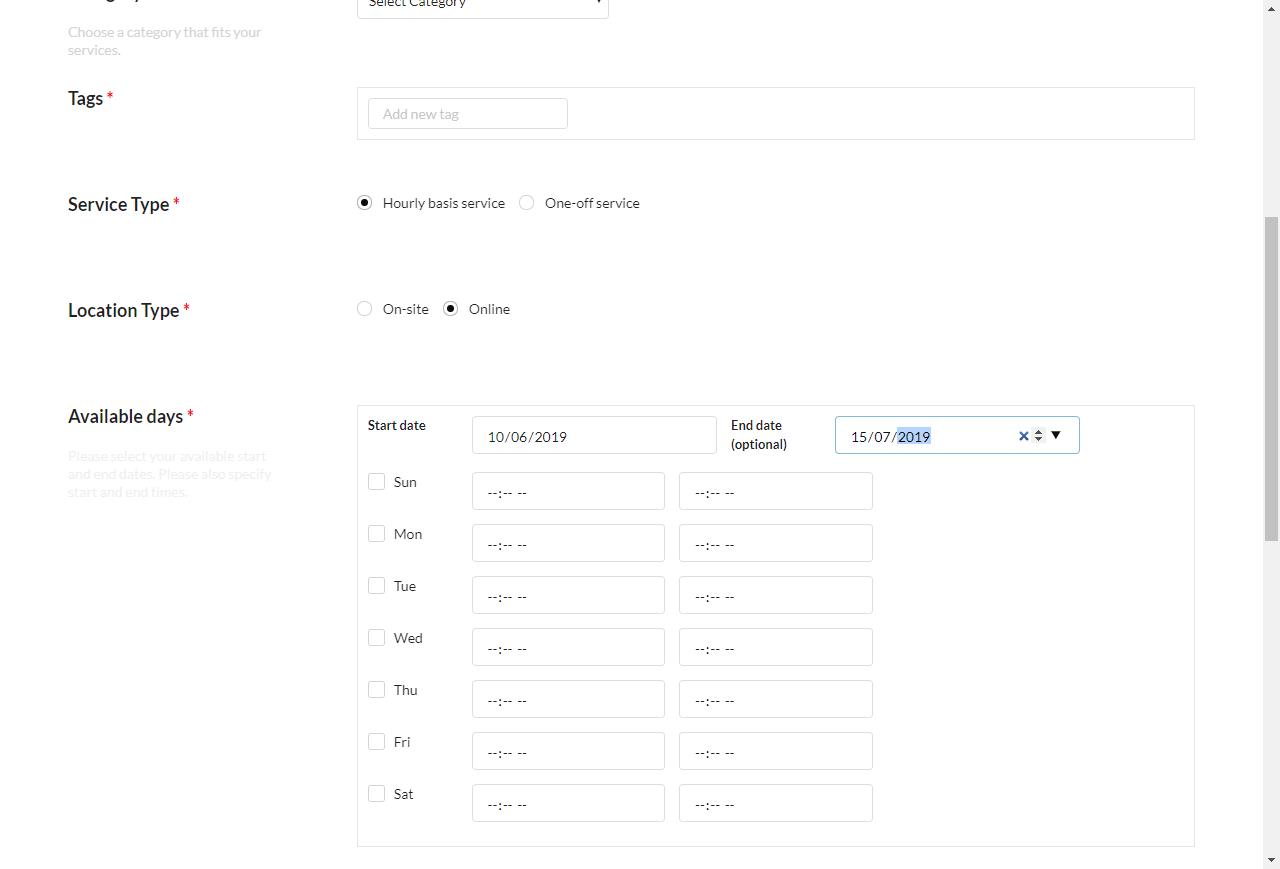 Select Category
Choose a category that fits your
services.
Tags *
Add new tag
Service Type *
Hourly basis service
One-off service
Location Type *
On-site
Online
Available days *
Please select your available start
and end dates. Please also specify
start and end times.
Start date
10/06/2019
End date
(optional)
15/07/2019
Sun
--:-- --
--:-- --
Mon
--:-- --
--:-- --
Tue
--:-- --
--:-- --
Wed
--:-- --
--:-- --
Thu
--:-- --
--:-- --
Fri
--:-- --
--:-- --
Sat
--:-- --
--:-- --